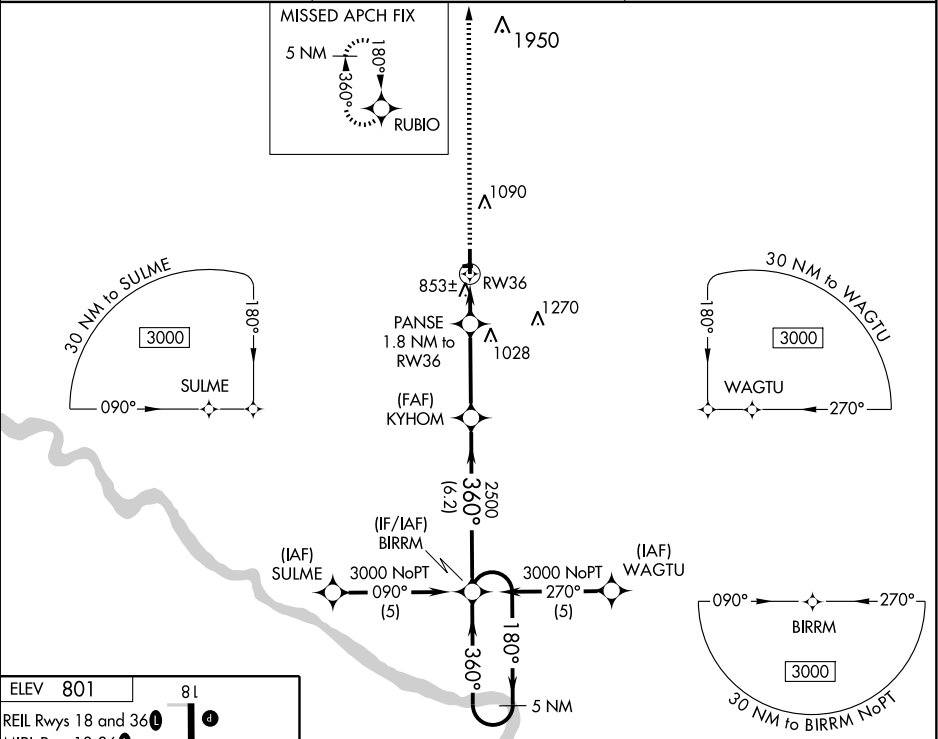 MISSED APCH FIX
5 NM
180°
360°
RUBIO
1950
1090
RW36
853±
1270
PANSE
1.8 NM to
RW36
1028
(FAF)
KYHOM
30 NM to SULME
3000
180°
SULME
090°
30 NM to WAGTU
3000
180°
WAGTU
270°
2500
360°
(6.2)
(IF/IAF)
BIRRM
(IAF)
SULME
3000 NoPT
090°
(5)
(IAF)
WAGTU
3000 NoPT
270°
(5)
360°
180°
5 NM
090°
270°
BIRRM
3000
30 NM to BIRRM NoPT
ELEV 801
18
P
REIL Rwys 18 and 36 L